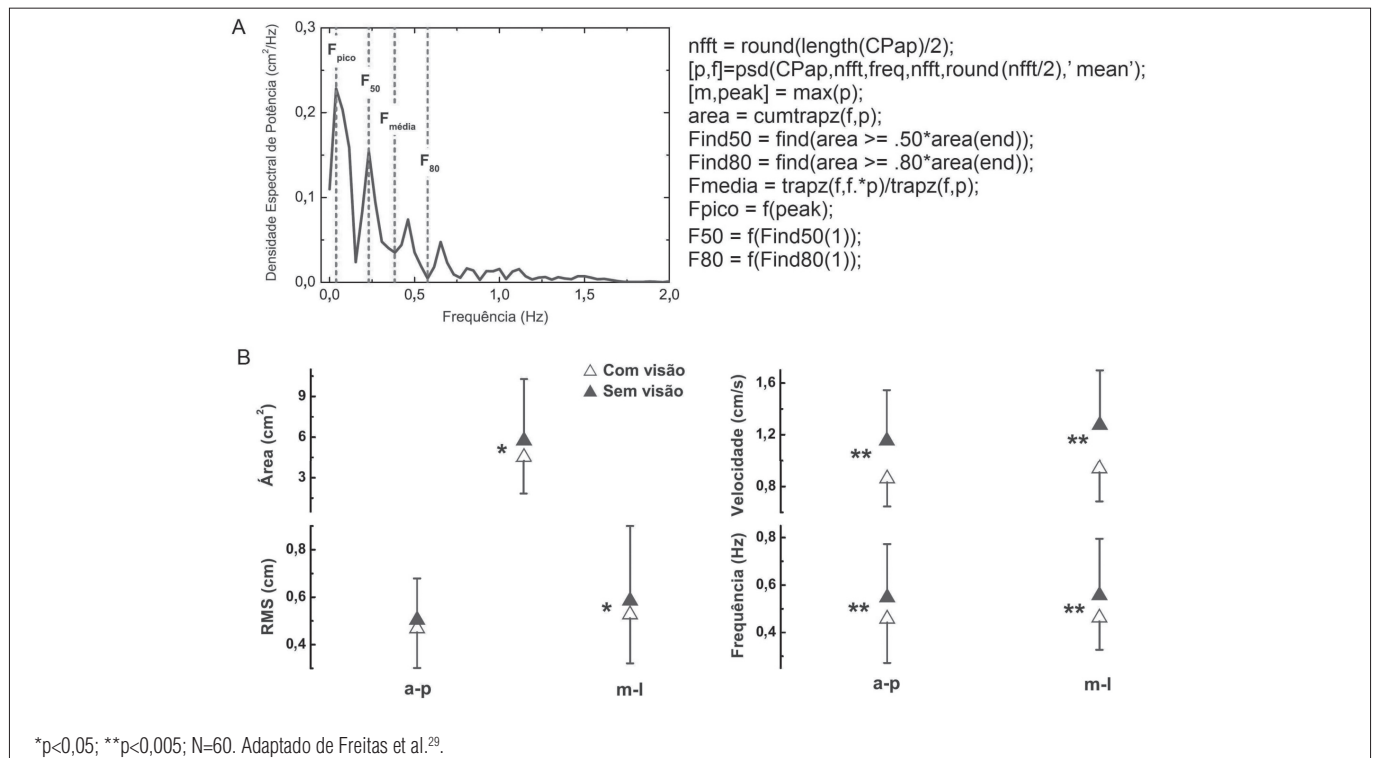 A
0,3
0,2
0,1
0,0
Densidade Espectral de Potência (cm²/Hz)
F pico
F 50
F média
F 80
0,0 0,5 1,0 1,5 2,0
Frequência (Hz)
nfft = round(length(CPap)/2);
[p,f]=psd(CPap,nfft,freq,nfft,round(nfft/2),' mean');
[m,peak] = max(p);
area = cumtrapz(f,p);
Find50 = find(area >= .50*area(end));
Find80 = find(area >= .80*area(end));
Fmedia = trapz(f,f.*p)/trapz(f,p);
Fpico = f(peak);
F50 = f(Find50(1));
F80 = f(Find80(1));
B
Com visão
Sem visão
Área (cm²)
9
6
3
*
RMS (cm)
0,8
0,6
0,4
*
a-p m-l
Velocidade (cm/s)
1,6
1,2
0,8
** **
Frequência (Hz)
0,8
0,6
0,4
** **
a-p m-l
*p<0,05; **p<0,005; N=60. Adaptado de Freitas et al.²⁹.